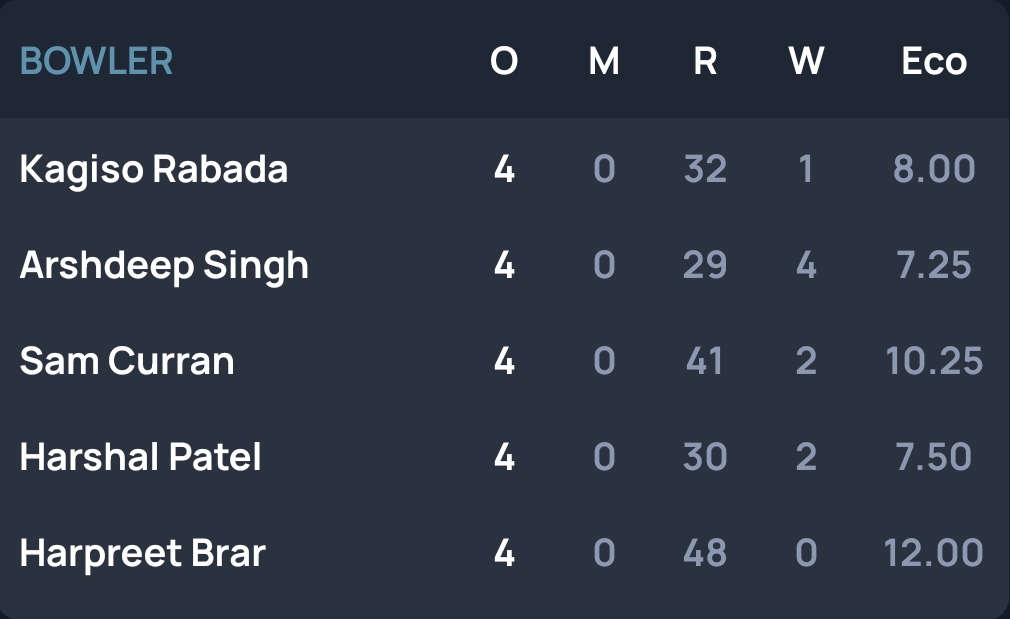 BOWLER O M R W Eco
Kagiso Rabada 4 0 32 1 8.00
Arshdeep Singh 4 0 29 4 7.25
Sam Curran 4 0 41 2 10.25
Harshal Patel 4 0 30 2 7.50
Harpreet Brar 4 0 48 0 12.00